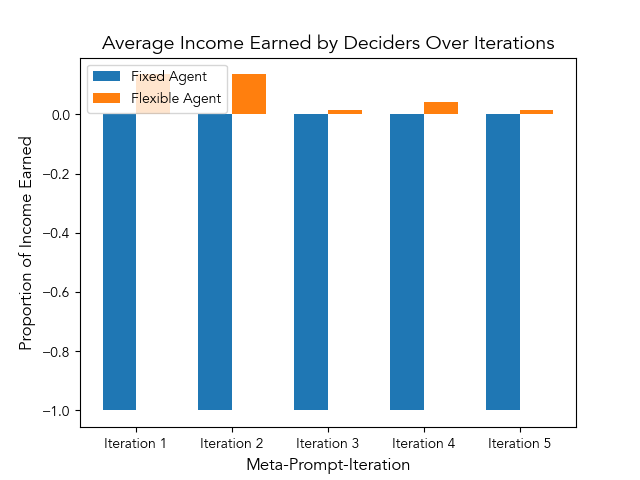 Average Income Earned by Deciders Over Iterations
Fixed Agent
Flexible Agent
Proportion of Income Earned
0.0
−0.2
−0.4
−0.6
−0.8
−1.0
Iteration 1 Iteration 2 Iteration 3 Iteration 4 Iteration 5
Meta-Prompt-Iteration